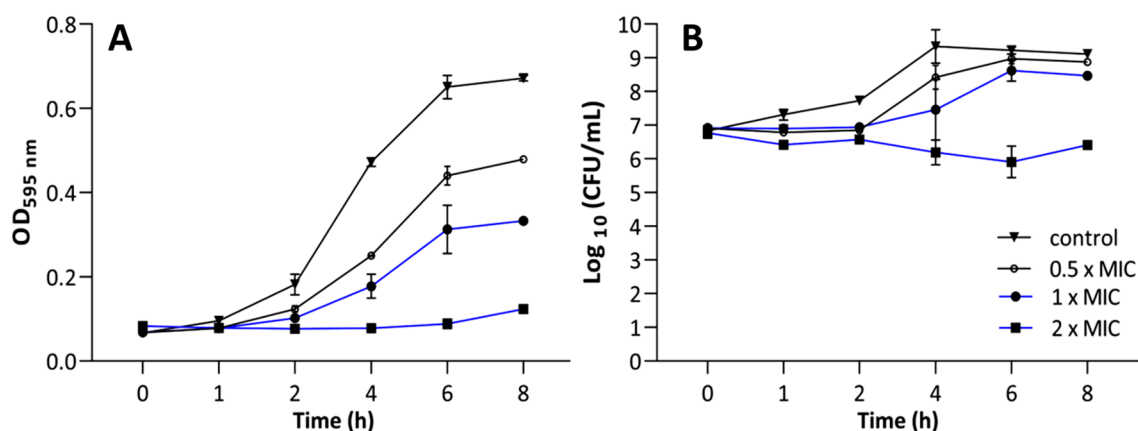 A
OD595 nm
0.8
0.6
0.4
0.2
0.0
0 1 2 4 6 8
Time (h)
B
Log 10 (CFU/mL)
10
9
8
7
6
5
4
3
2
1
0
control
0.5 x MIC
1 x MIC
2 x MIC
0 1 2 4 6 8
Time (h)